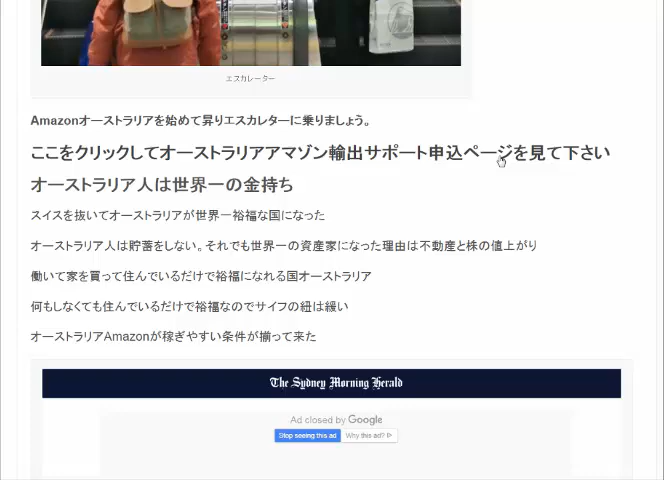 エスカレーター
Amazonオーストラリアを始めて昇りエスカレターに乗りましょう。
ここをクリックしてオーストラリアアマゾン輸出サポート申込ページを見て下さい
オーストラリア人は世界一の金持ち
スイスを抜いてオーストラリアが世界一裕福な国になった
オーストラリア人は貯蓄をしない。それでも世界一の資産家になった理由は不動産と株の値上がり
働いて家を買って住んでいるだけで裕福になれる国オーストラリア
何もしなくても住んでいるだけで裕福なのでサイフの紐は緩い
オーストラリアAmazonが稼ぎやすい条件が揃って来た
The Sydney Morning Herald
Ad closed by Google
Stop seeing this ad Why this ad?